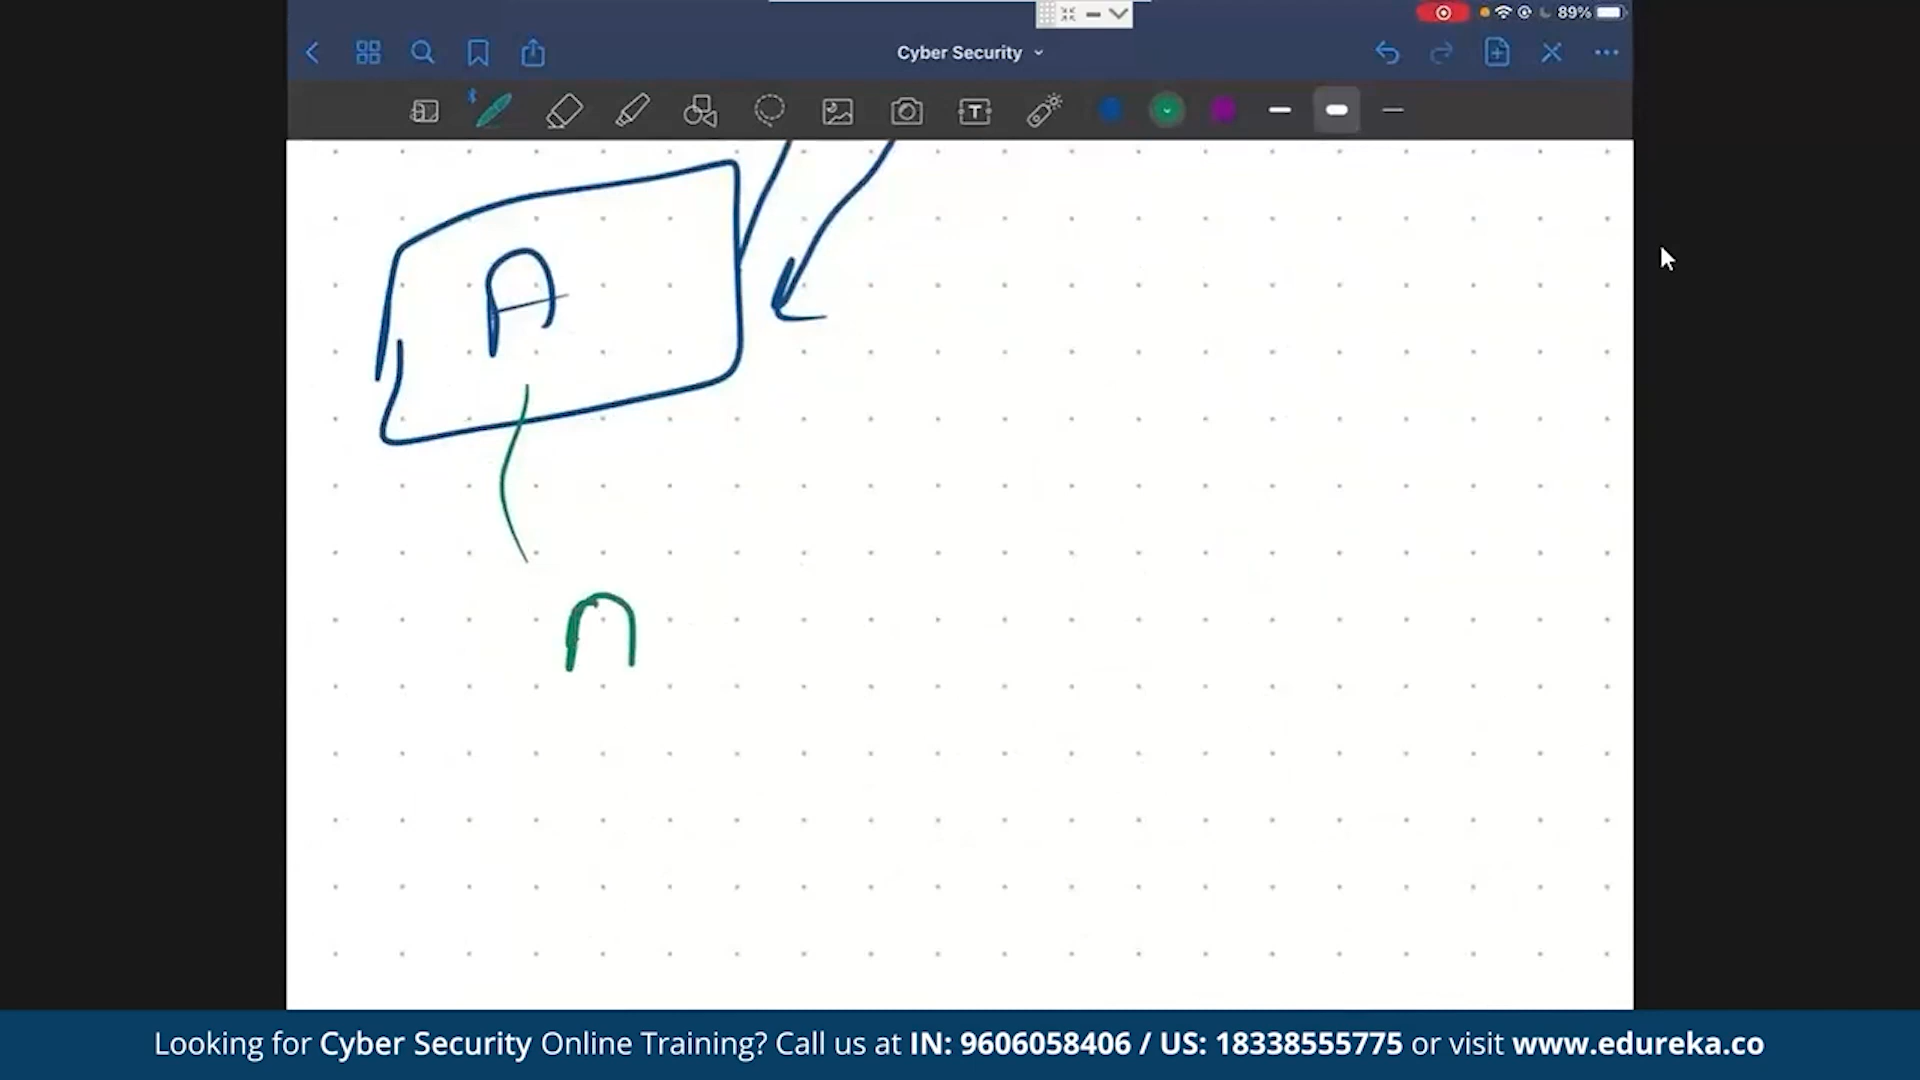 89%
Cyber Security
T
A
n
Looking for Cyber Security Online Training? Call us at IN: 9606058406 / US: 18338555775 or visit www.edureka.co